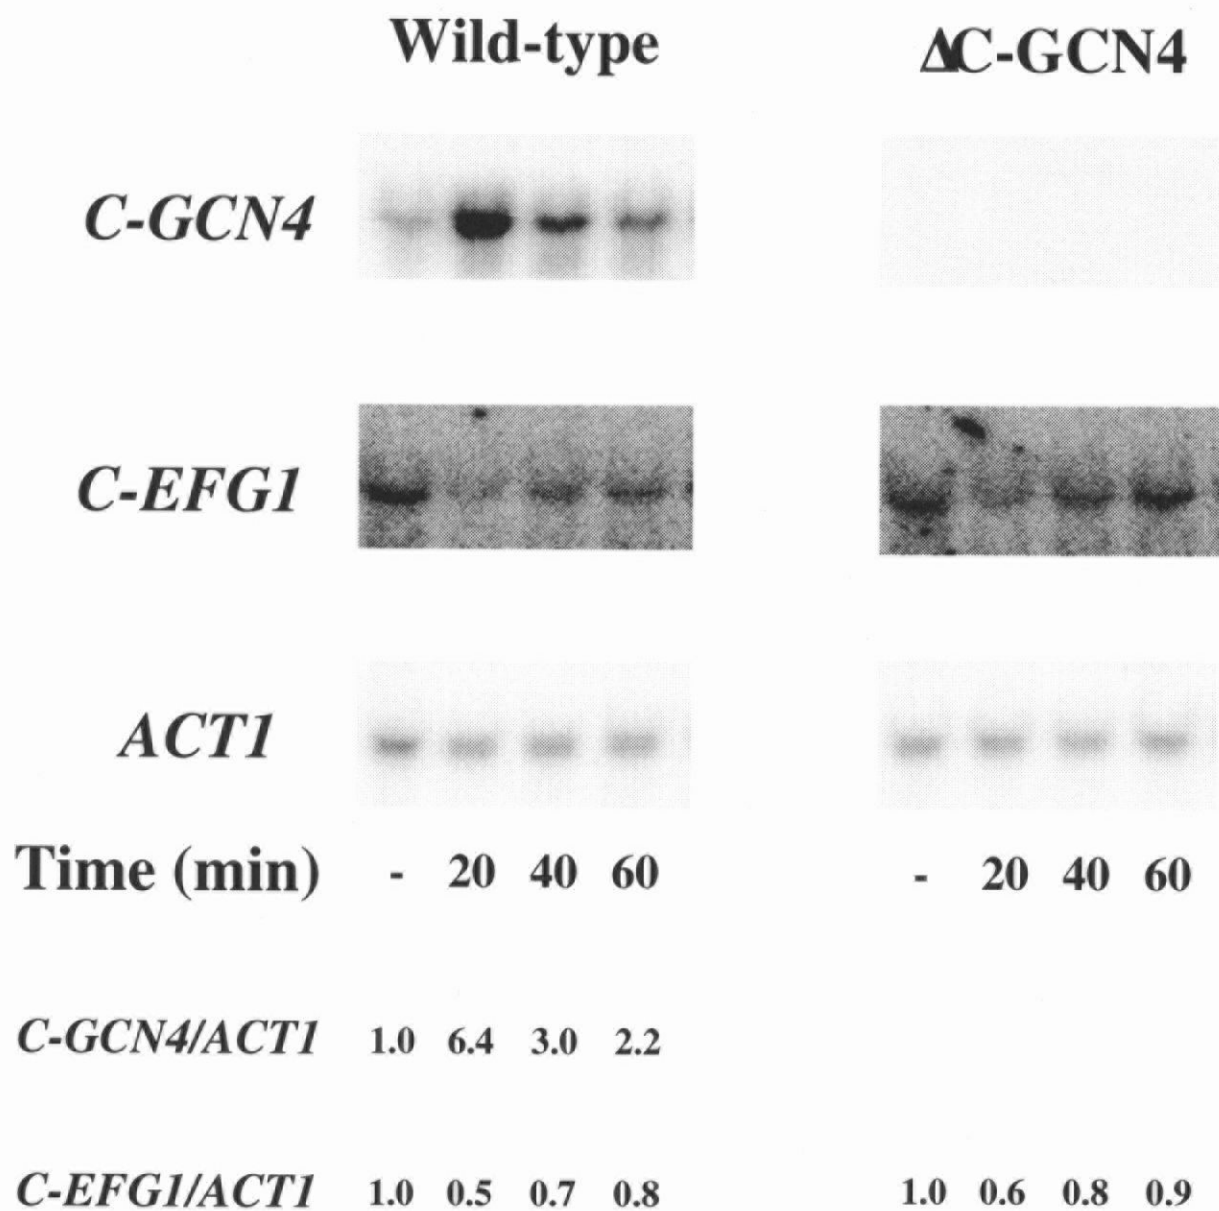 Wild-type ΔC-GCN4
C-GCN4
C-EFG1
ACT1
Time (min) - 20 40 60 - 20 40 60
C-GCN4/ACT1 1.0 6.4 3.0 2.2
C-EFG1/ACT1 1.0 0.5 0.7 0.8 1.0 0.6 0.8 0.9